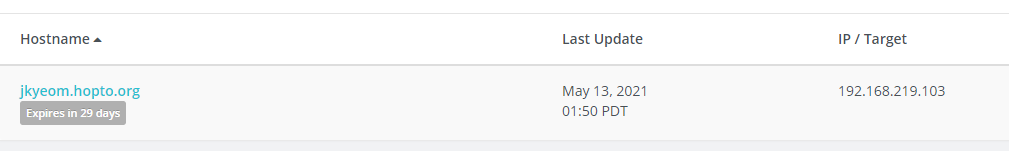 Hostname Last Update IP / Target
jkyeom.hopto.org May 13, 2021 192.168.219.103
Expires in 29 days 01:50 PDT